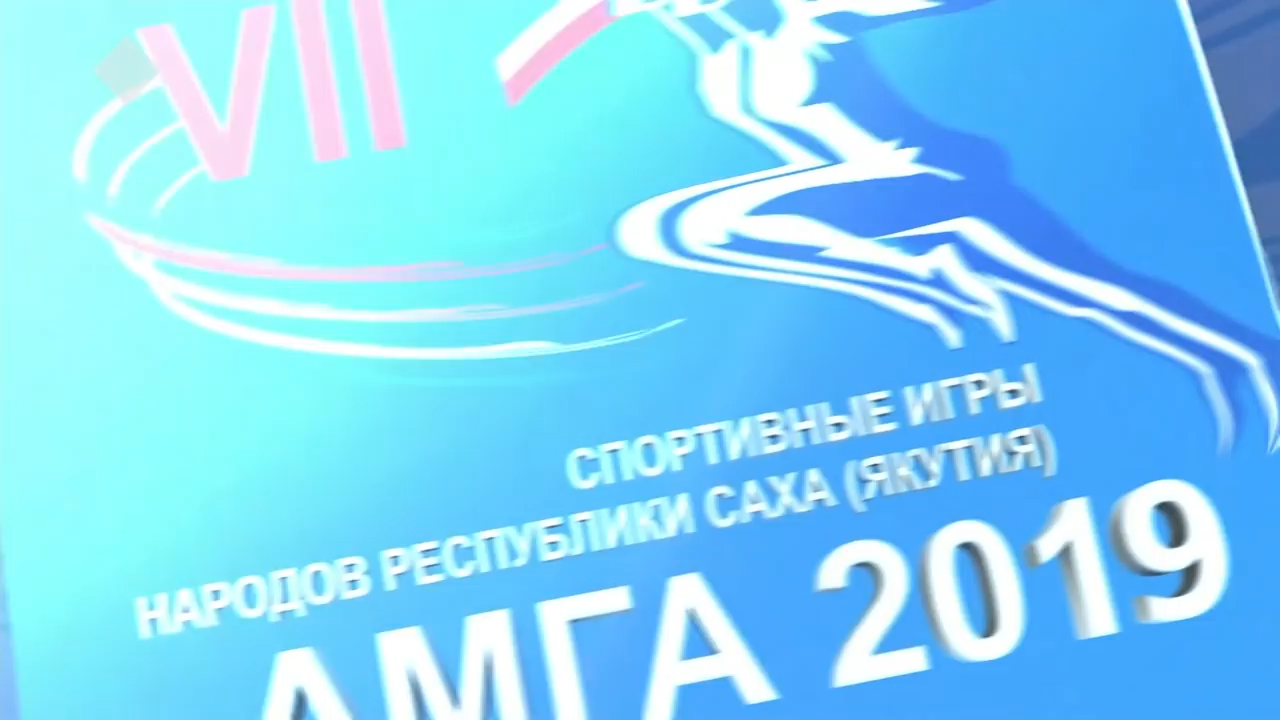 VII
СПОРТИВНЫЕ ИГРЫ
НАРОДОВ РЕСПУБЛИКИ САХА (ЯКУТИЯ)
АМГА 2019